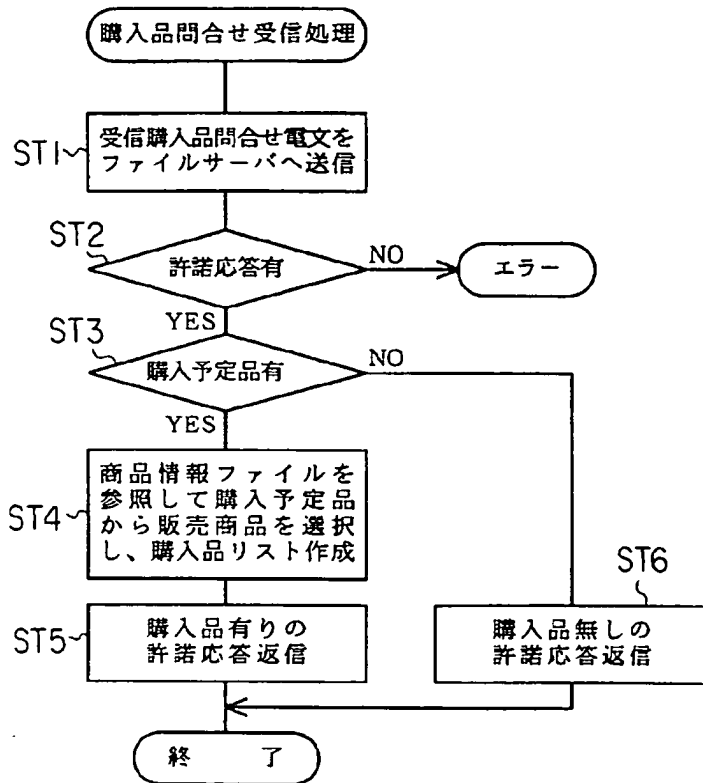 購入品問合せ受信処理
ST1
受信購入品問合せ電文を
ファイルサーバへ送信
ST2
許諾応答有
NO
エラー
YES
ST3
購入予定品有
NO
YES
ST4
商品情報ファイルを
参照して購入予定品
から販売商品を選択
し、購入品リスト作成
ST5
購入品有りの
許諾応答返信
ST6
購入品無しの
許諾応答返信
終 了